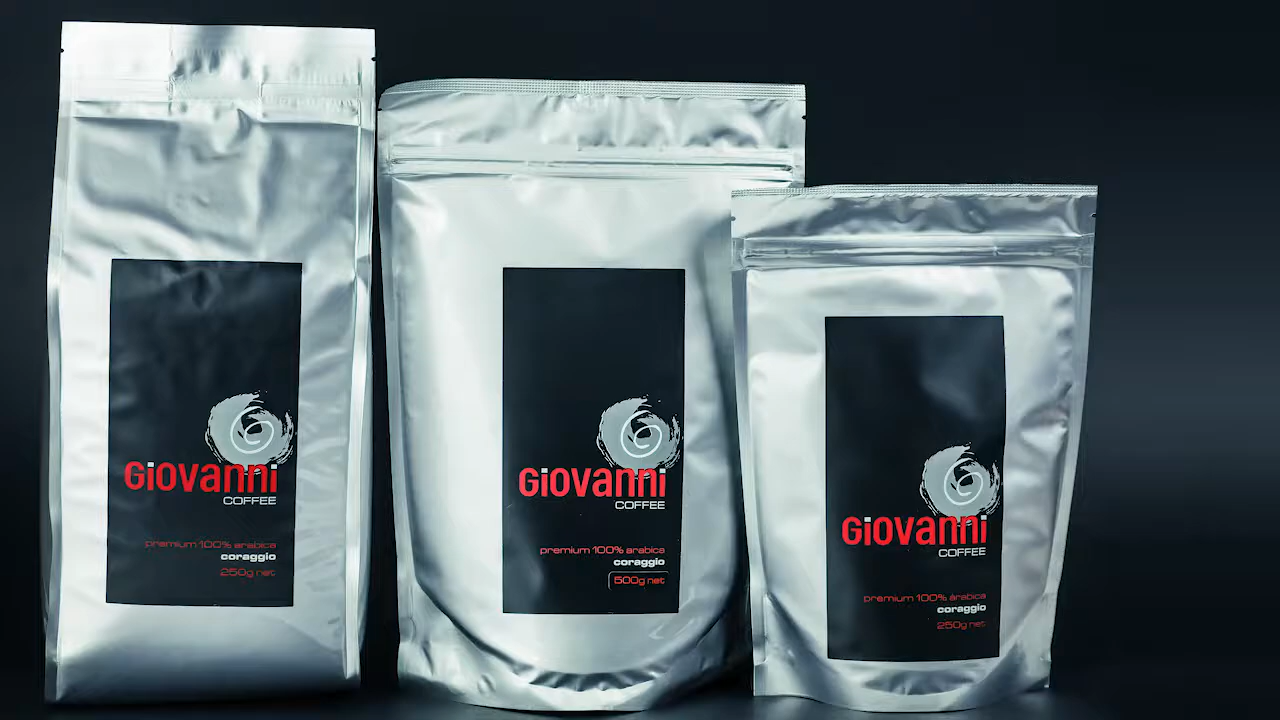 Giovanni
COFFEE
premium 100% arabica
coraggio
250g net
Giovanni
COFFEE
premium 100% arabica
coraggio
500g net
Giovanni
COFFEE
premium 100% arabica
coraggio
250g net